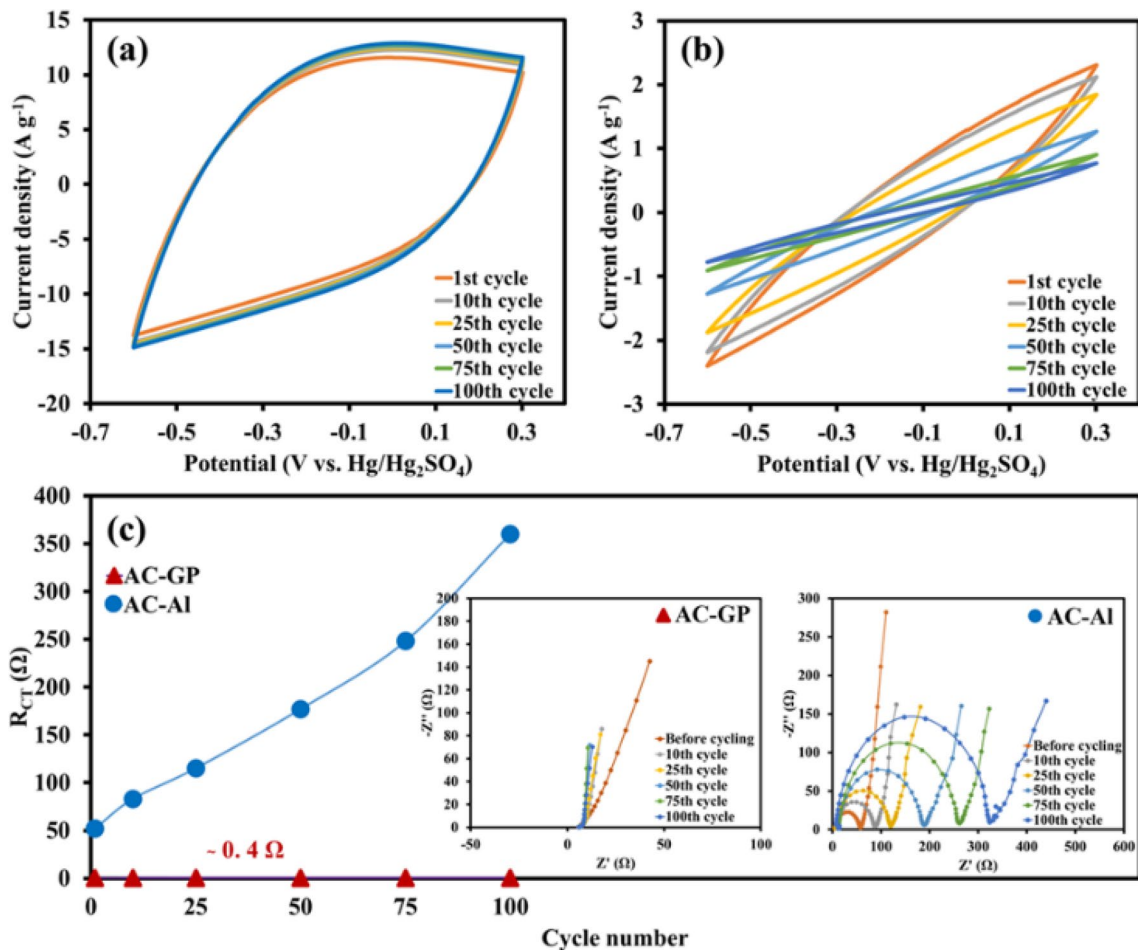 (a)
15
10
5
0
-5
-10
-15
-20
Current density (A g⁻¹)
1st cycle
10th cycle
25th cycle
50th cycle
75th cycle
100th cycle
-0.7 -0.5 -0.3 -0.1 0.1 0.3
Potential (V vs. Hg/Hg₂SO₄)
(b)
3
2
1
0
-1
-2
-3
Current density (A g⁻¹)
1st cycle
10th cycle
25th cycle
50th cycle
75th cycle
100th cycle
-0.7 -0.5 -0.3 -0.1 0.1 0.3
Potential (V vs. Hg/Hg₂SO₄)
(c)
400
350
300
250
200
150
100
50
0
R_CT (Ω)
AC-GP
AC-Al
~ 0. 4 Ω
0 25 50 75 100
Cycle number
AC-GP
200
180
160
140
120
100
80
60
40
20
0
-Z'' (Ω)
Before cycling
10th cycle
25th cycle
50th cycle
75th cycle
100th cycle
-50 0 50 100
Z' (Ω)
AC-Al
300
250
200
150
100
50
0
-Z'' (Ω)
Before cycling
10th cycle
25th cycle
50th cycle
75th cycle
100th cycle
0 100 200 300 400 500 600
Z' (Ω)